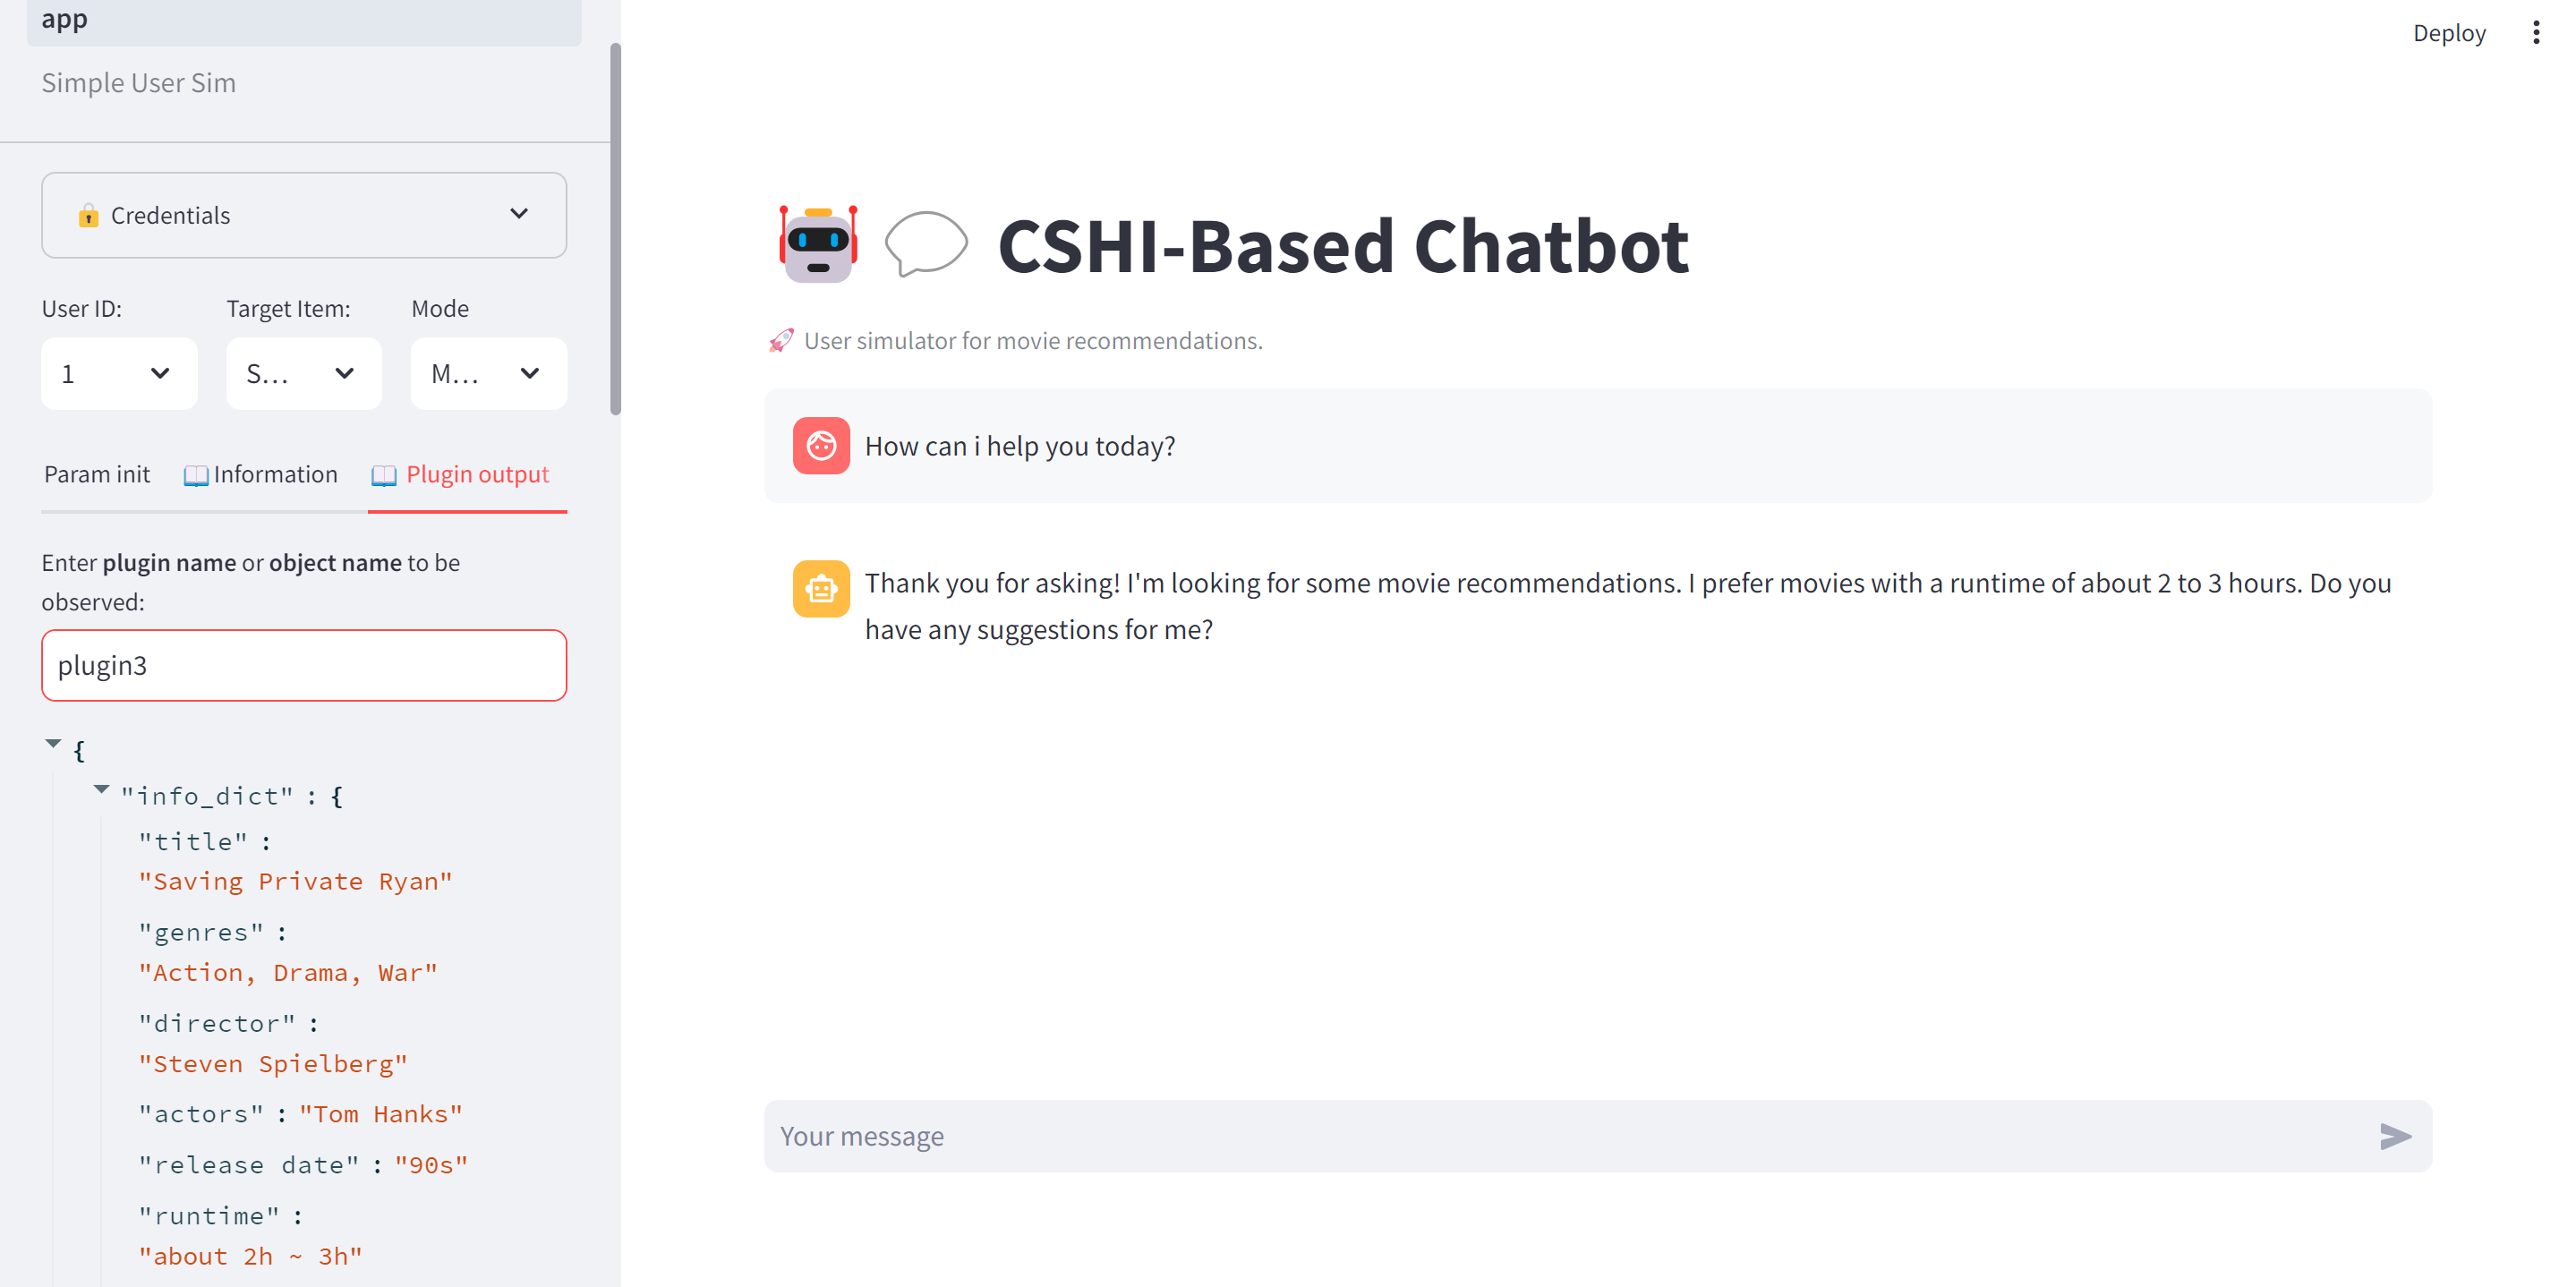 app
Simple User Sim
Credentials
User ID:
Target Item:
Mode
1
S...
M...
Param init
Information
Plugin output
Enter plugin name or object name to be
observed:
plugin3
{
"info_dict" : {
"title" :
"Saving Private Ryan"
"genres" :
"Action, Drama, War"
"director" :
"Steven Spielberg"
"actors" : "Tom Hanks"
"release date" : "90s"
"runtime" :
"about 2h ~ 3h"
Deploy
CSHI-Based Chatbot
User simulator for movie recommendations.
How can i help you today?
Thank you for asking! I'm looking for some movie recommendations. I prefer movies with a runtime of about 2 to 3 hours. Do you
have any suggestions for me?
Your message